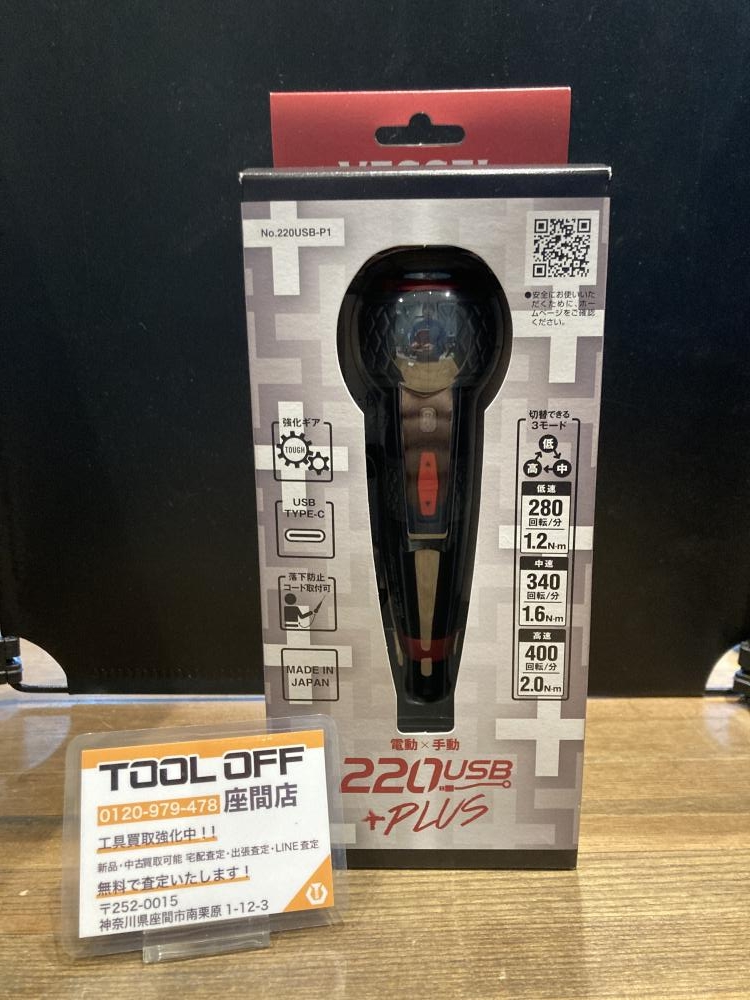 VESSEL
No.220USB-P1
●安全にお使いいた
だくために、ホー
ムページをご確認
ください。
強化ギア
TOUGH
USB
TYPE-C
落下防止
コード取付可
MADE IN
JAPAN
切替できる
3モード
低
高
中
低速
280
回転/分
1.2N·m
中速
340
回転/分
1.6N·m
高速
400
回転/分
2.0N·m
電動×手動
220USB
+PLUS
TOOL OFF
0120-979-478 座間店
工具買取強化中!!
新品・中古買取可能 宅配査定・出張査定・LINE査定
無料で査定いたします!
〒252-0015
神奈川県座間市南栗原 1-12-3